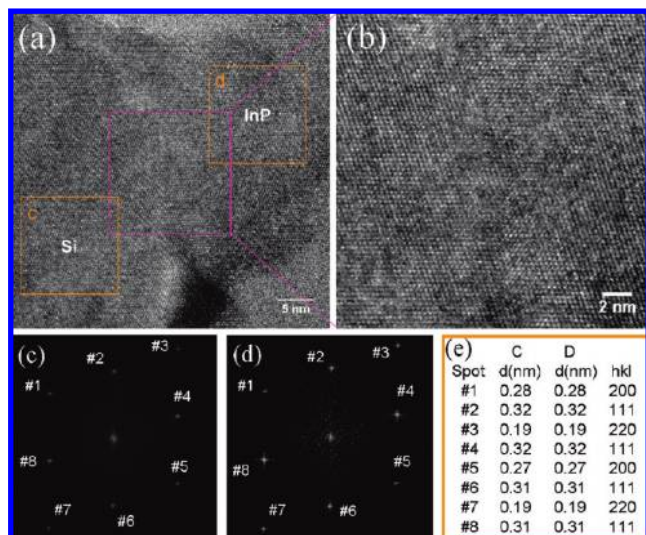 (a)
(b)
d
InP
c
Si
5 nm
2 nm
(c)
#1
#2
#3
#4
#5
#6
#7
#8
(d)
#1
#2
#3
#4
#5
#6
#7
#8
(e)
C D
Spot d(nm) d(nm) hkl
#1 0.28 0.28 200
#2 0.32 0.32 111
#3 0.19 0.19 220
#4 0.32 0.32 111
#5 0.27 0.27 200
#6 0.31 0.31 111
#7 0.19 0.19 220
#8 0.31 0.31 111